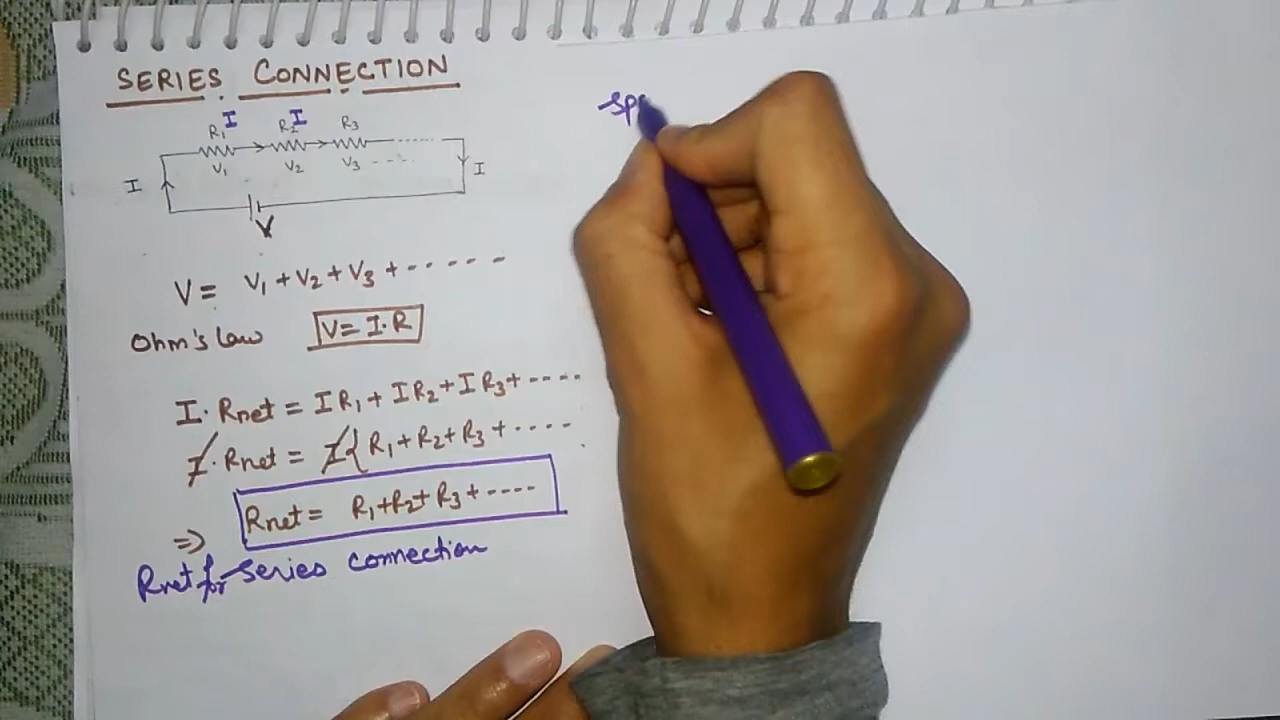 SERIES CONNECTION
I I
R1 R2 R3
V1 V2 V3 ----
I I
V
V = V1 + V2 + V3 + ------
Ohm's law V = I·R
I·Rnet = IR1 + IR2 + IR3 + ----
I·Rnet = I{R1 + R2 + R3 + ----
⇒ Rnet = R1+R2+R3+----
Rnet for series connection
Spe